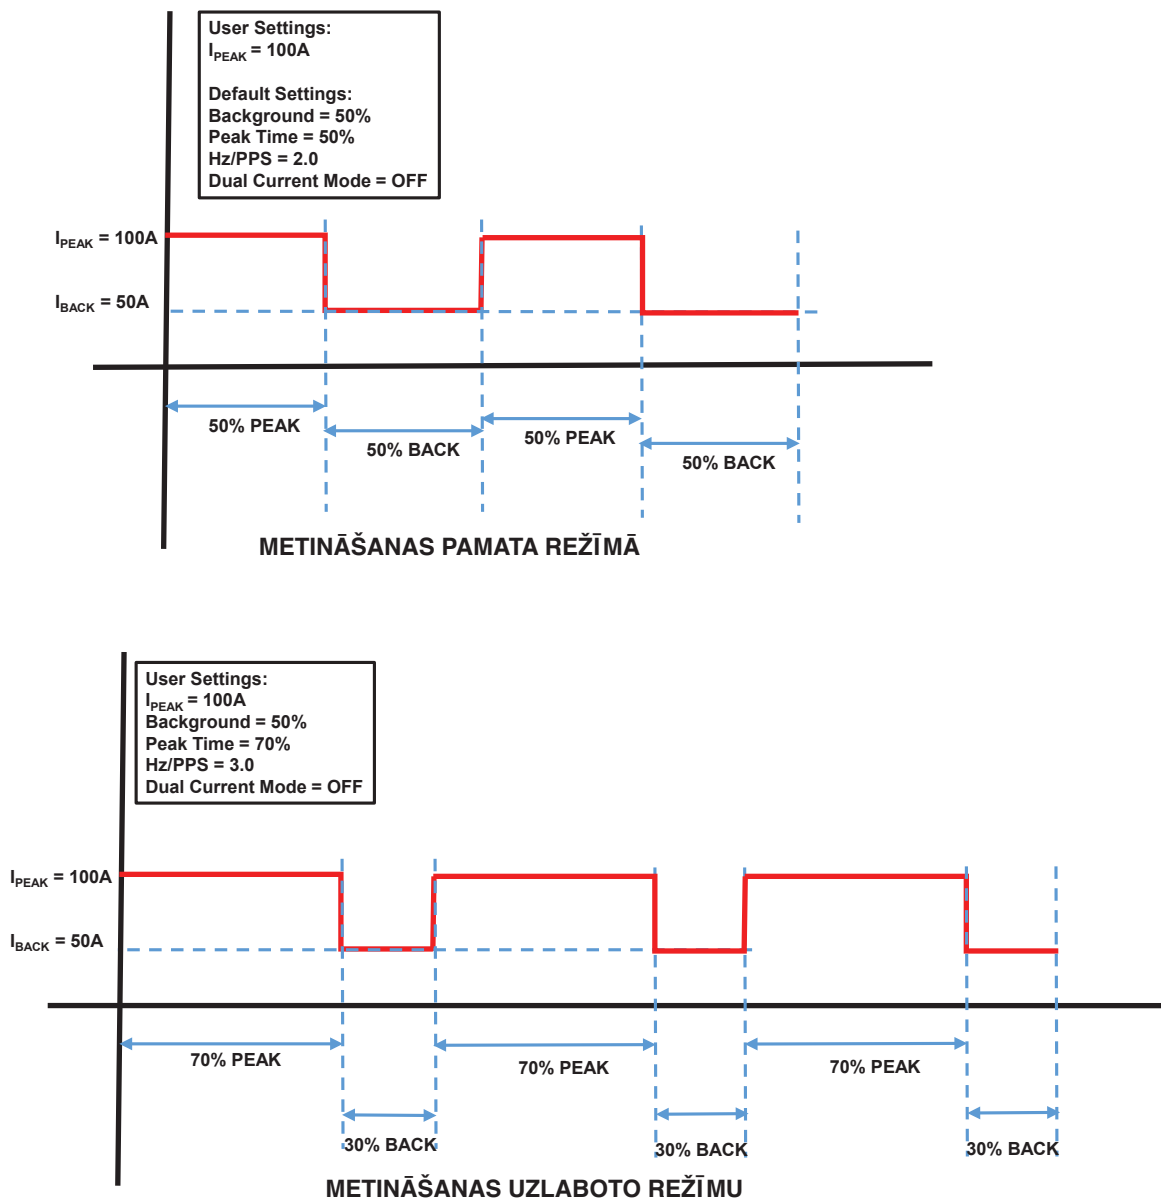 User Settings:
IPEAK = 100A
Default Settings:
Background = 50%
Peak Time = 50%
Hz/PPS = 2.0
Dual Current Mode = OFF
IPEAK = 100A
IBACK = 50A
50% PEAK
50% BACK
50% PEAK
50% BACK
METINĀŠANAS PAMATA REŽĪMĀ
User Settings:
IPEAK = 100A
Background = 50%
Peak Time = 70%
Hz/PPS = 3.0
Dual Current Mode = OFF
IPEAK = 100A
IBACK = 50A
70% PEAK
70% PEAK
70% PEAK
30% BACK
30% BACK
30% BACK
METINĀŠANAS UZLABOTO REŽĪMU